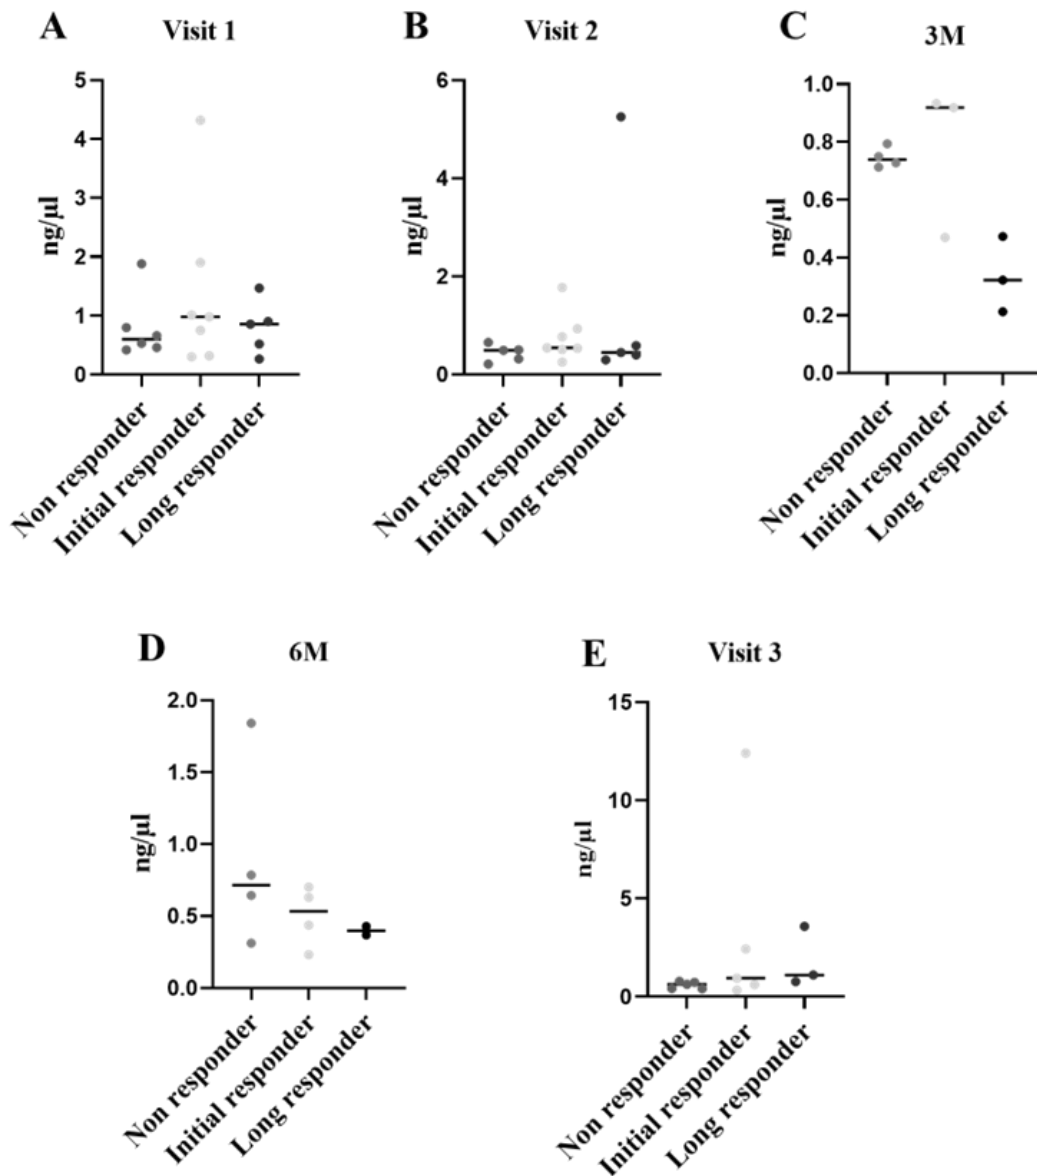 A Visit 1
5
4
3
2
1
0
ng/µl
Non responder
Initial responder
Long responder
B Visit 2
6
4
2
0
ng/µl
Non responder
Initial responder
Long responder
C 3M
1.0
0.8
0.6
0.4
0.2
0.0
ng/µl
Non responder
Initial responder
Long responder
D 6M
2.0
1.5
1.0
0.5
0.0
ng/µl
Non responder
Initial responder
Long responder
E Visit 3
15
10
5
0
ng/µl
Non responder
Initial responder
Long responder